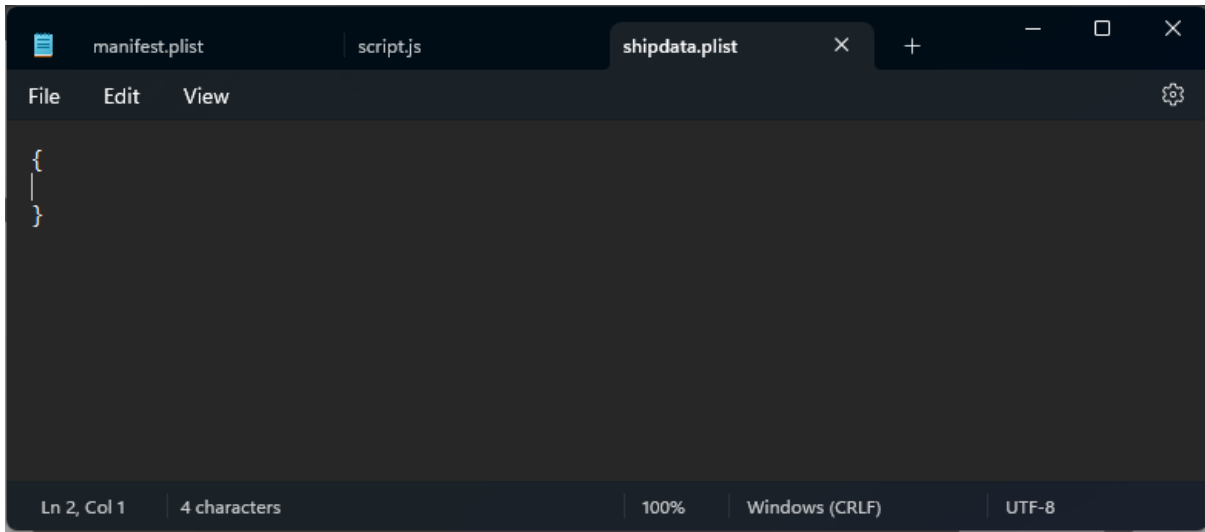 manifest.plist script.js shipdata.plist
File Edit View
{
}
Ln 2, Col 1 4 characters 100% Windows (CRLF) UTF-8